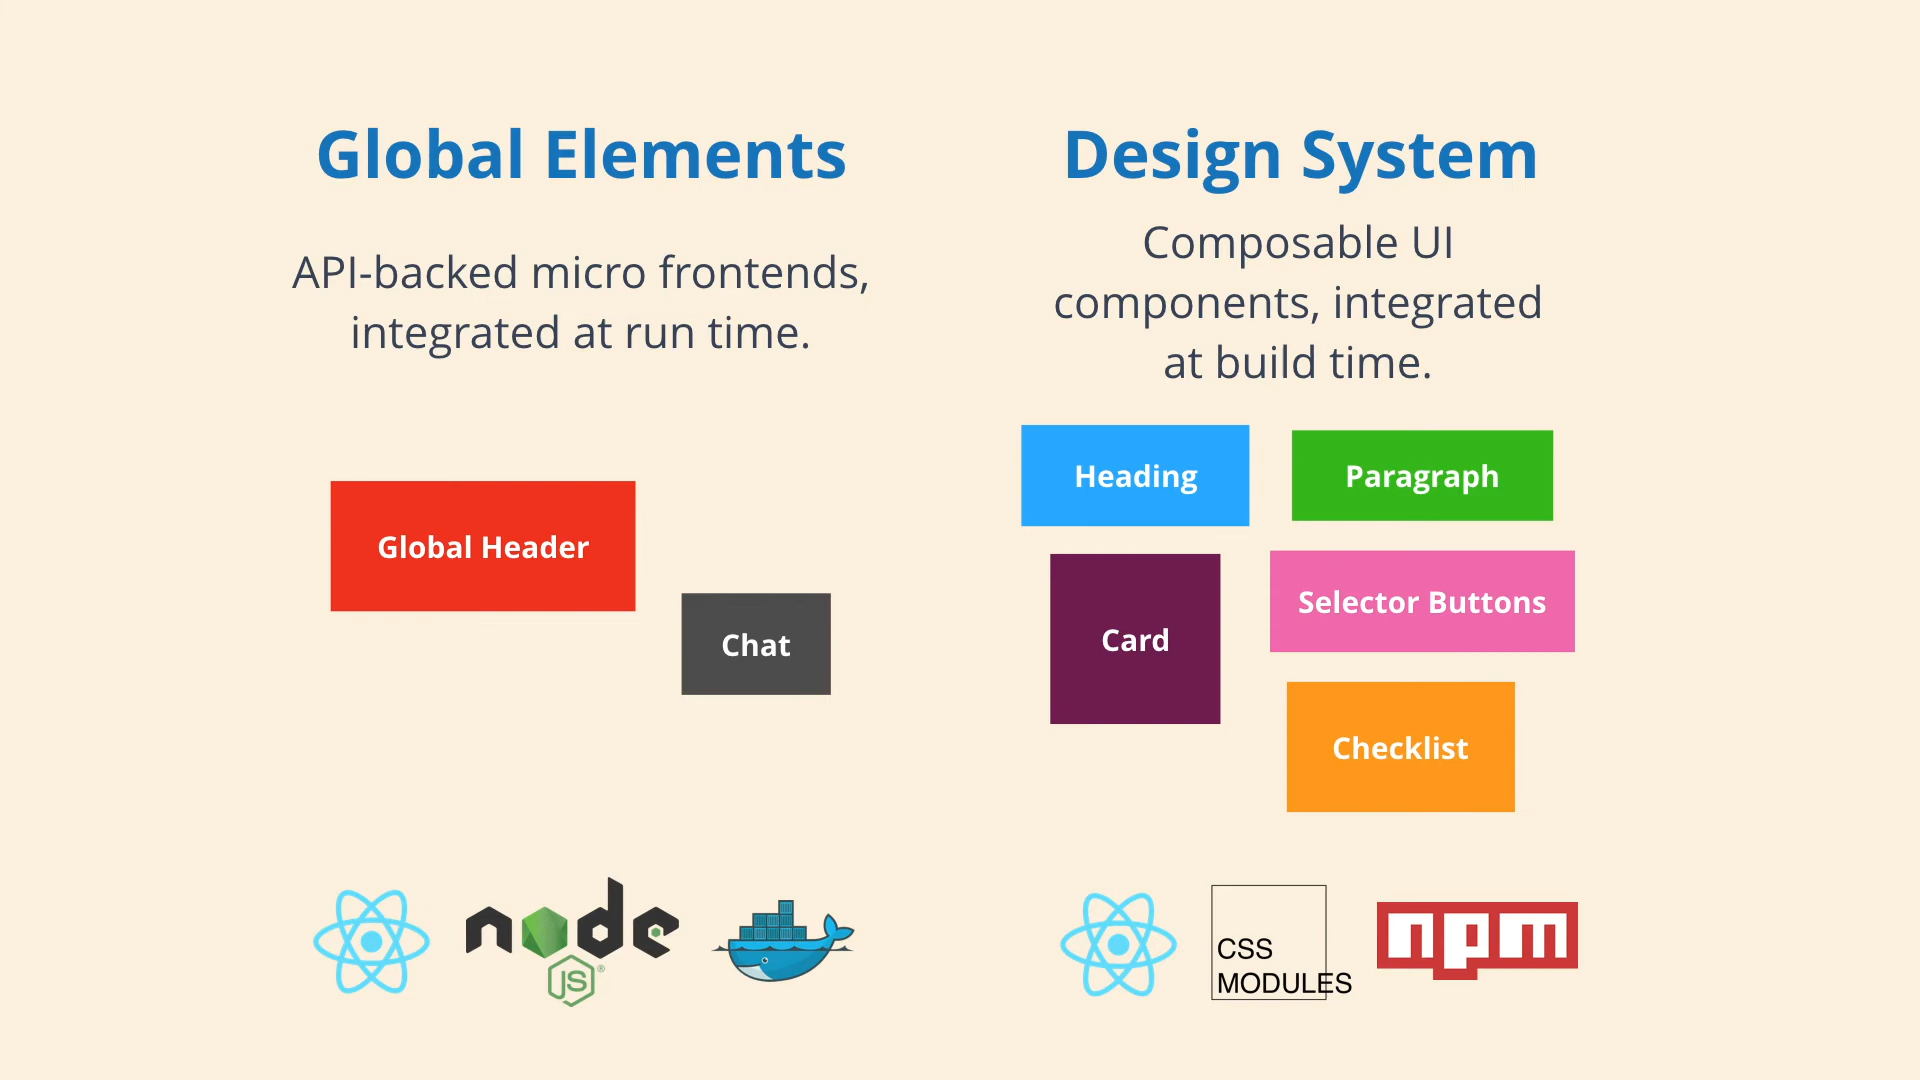 Global Elements
API-backed micro frontends,
integrated at run time.
Global Header
Chat
node
JS®
Design System
Composable UI
components, integrated
at build time.
Heading
Paragraph
Card
Selector Buttons
Checklist
CSS
MODULES
npm